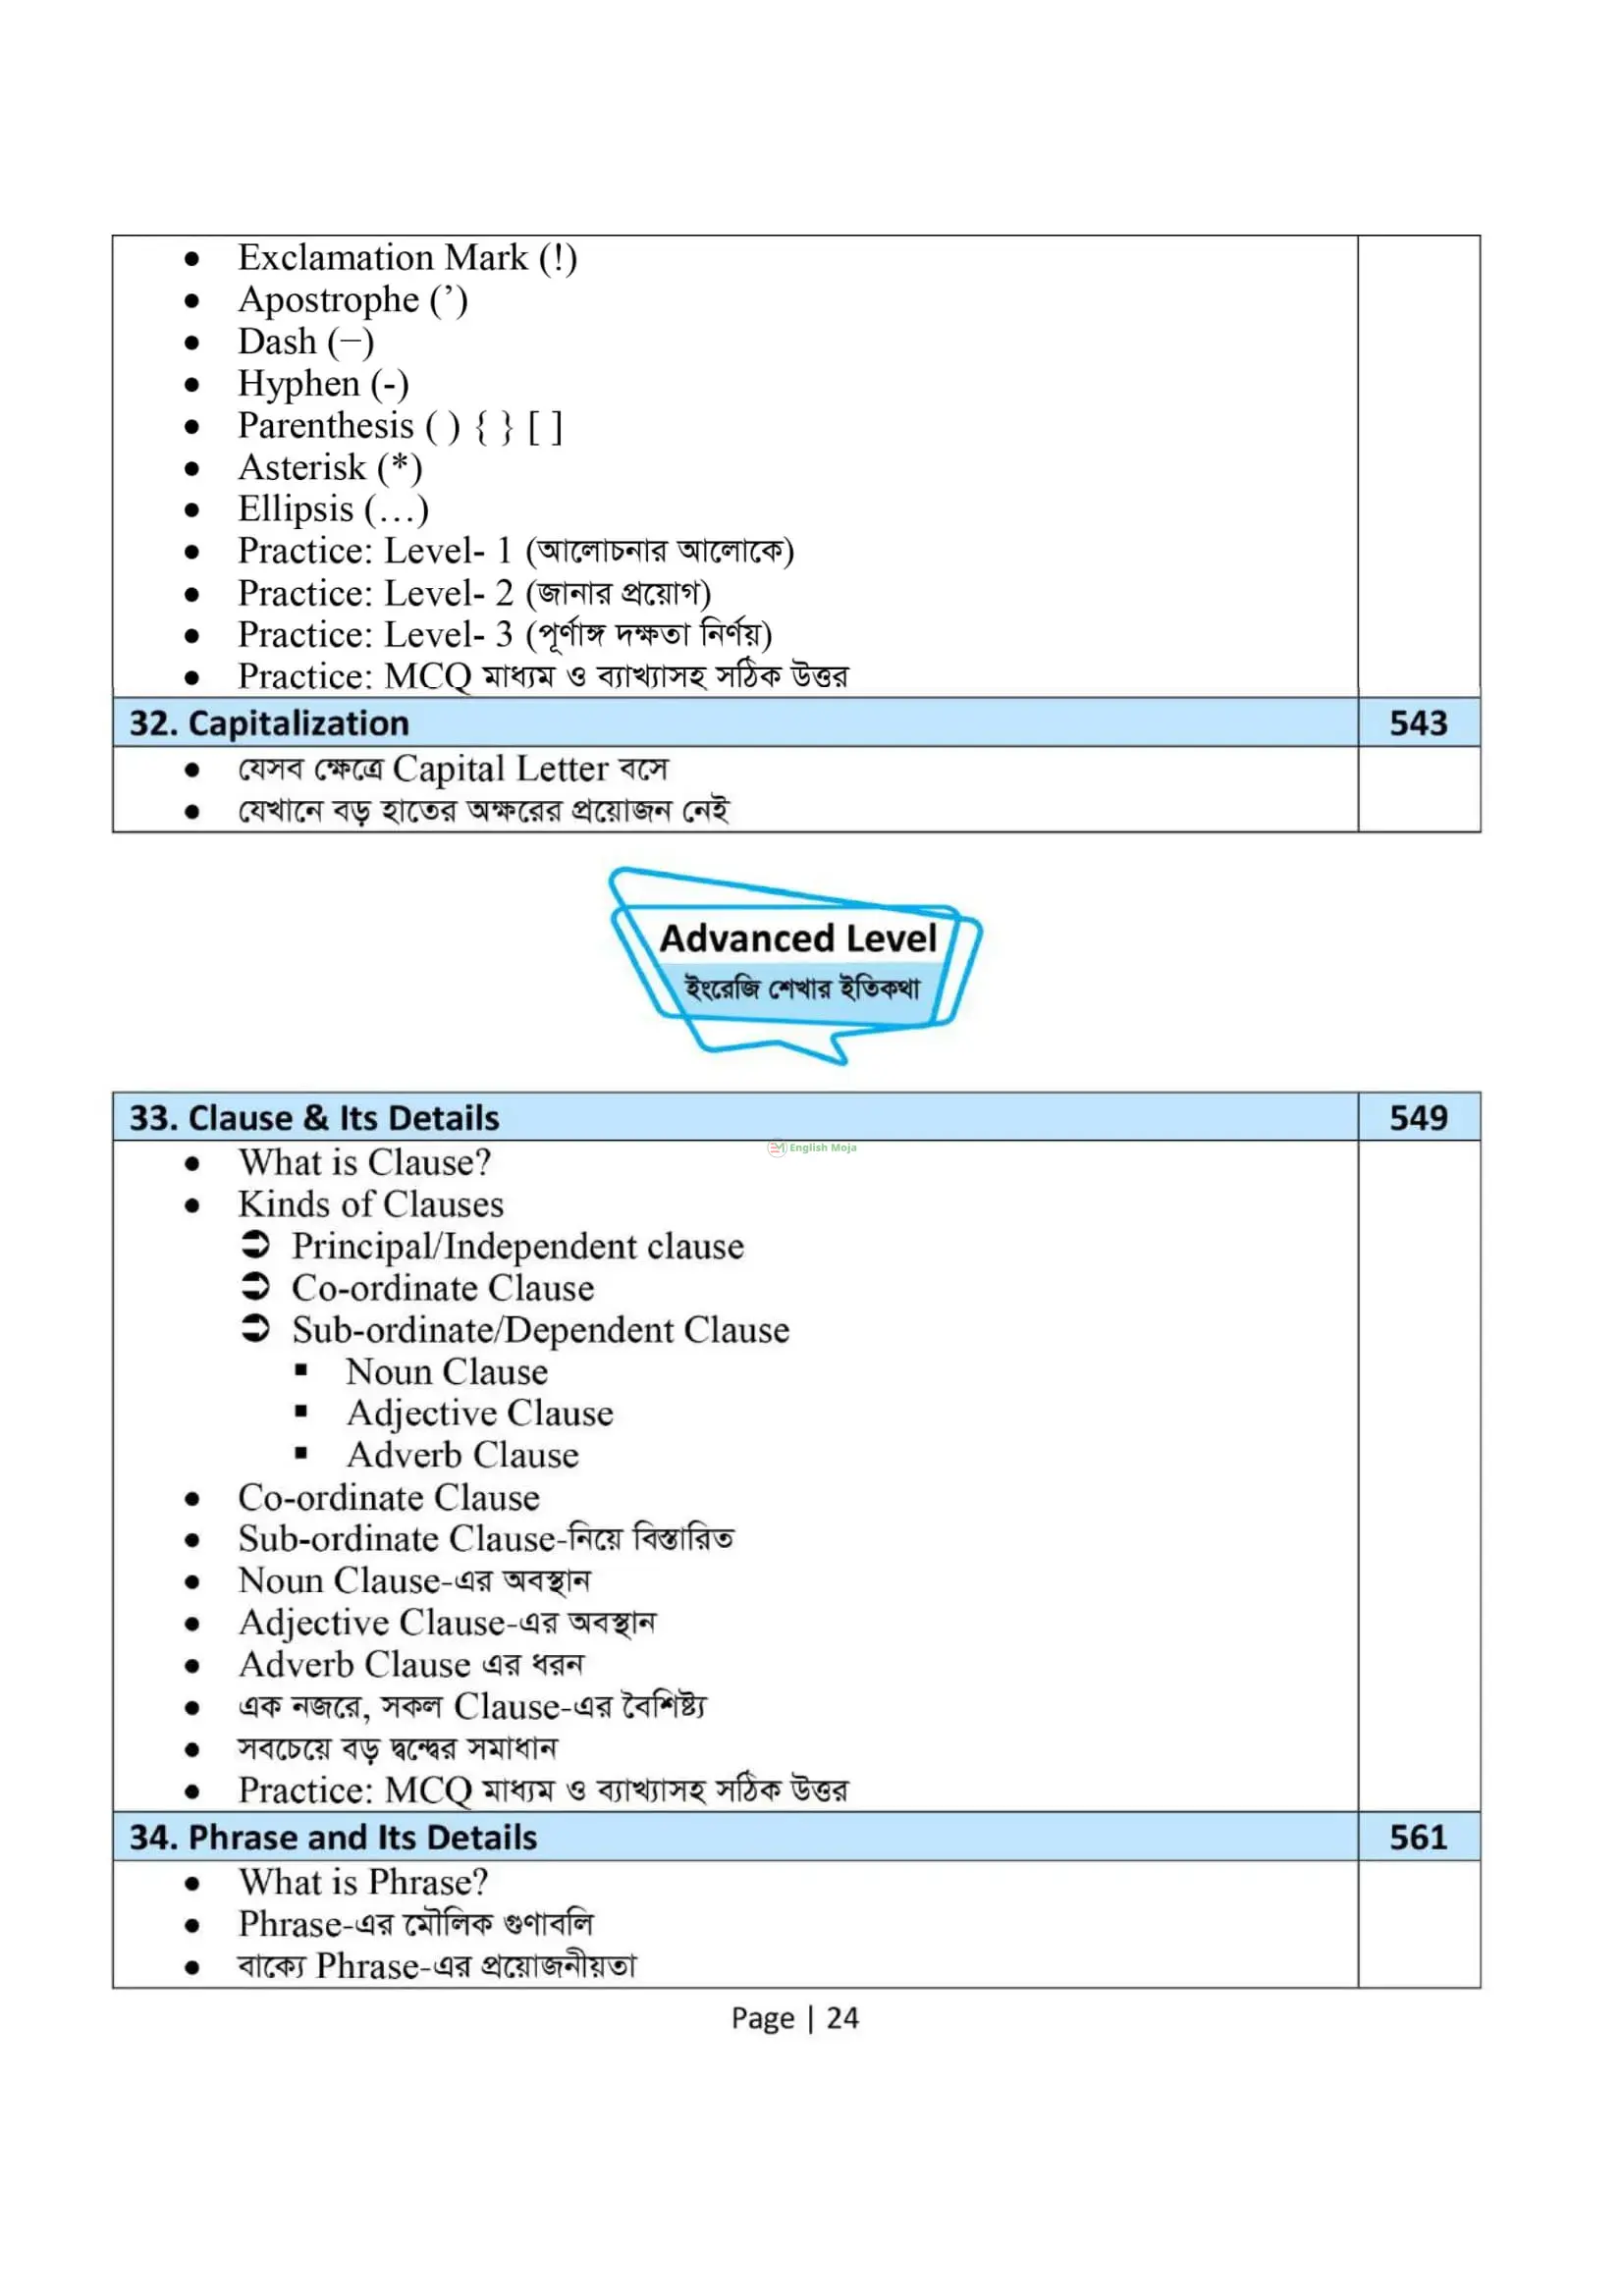 • Exclamation Mark (!)
• Apostrophe (’)
• Dash (–)
• Hyphen (-)
• Parenthesis ( ) { } [ ]
• Asterisk (*)
• Ellipsis (…)
• Practice: Level- 1 (আলোচনার আলোকে)
• Practice: Level- 2 (জানার প্রয়োগ)
• Practice: Level- 3 (পূর্ণাঙ্গ দক্ষতা নির্ণয়)
• Practice: MCQ মাধ্যম ও ব্যাখ্যাসহ সঠিক উত্তর
32. Capitalization 543
• যেসব ক্ষেত্রে Capital Letter বসে
• যেখানে বড় হাতের অক্ষরের প্রয়োজন নেই
Advanced Level
ইংরেজি শেখার ইতিকথা
33. Clause & Its Details 549
English Moja
• What is Clause?
• Kinds of Clauses
➲ Principal/Independent clause
➲ Co-ordinate Clause
➲ Sub-ordinate/Dependent Clause
▪ Noun Clause
▪ Adjective Clause
▪ Adverb Clause
• Co-ordinate Clause
• Sub-ordinate Clause-নিয়ে বিস্তারিত
• Noun Clause-এর অবস্থান
• Adjective Clause-এর অবস্থান
• Adverb Clause এর ধরন
• এক নজরে, সকল Clause-এর বৈশিষ্ট্য
• সবচেয়ে বড় দ্বন্দ্বের সমাধান
• Practice: MCQ মাধ্যম ও ব্যাখ্যাসহ সঠিক উত্তর
34. Phrase and Its Details 561
• What is Phrase?
• Phrase-এর মৌলিক গুণাবলি
• বাক্যে Phrase-এর প্রয়োজনীয়তা
Page | 24